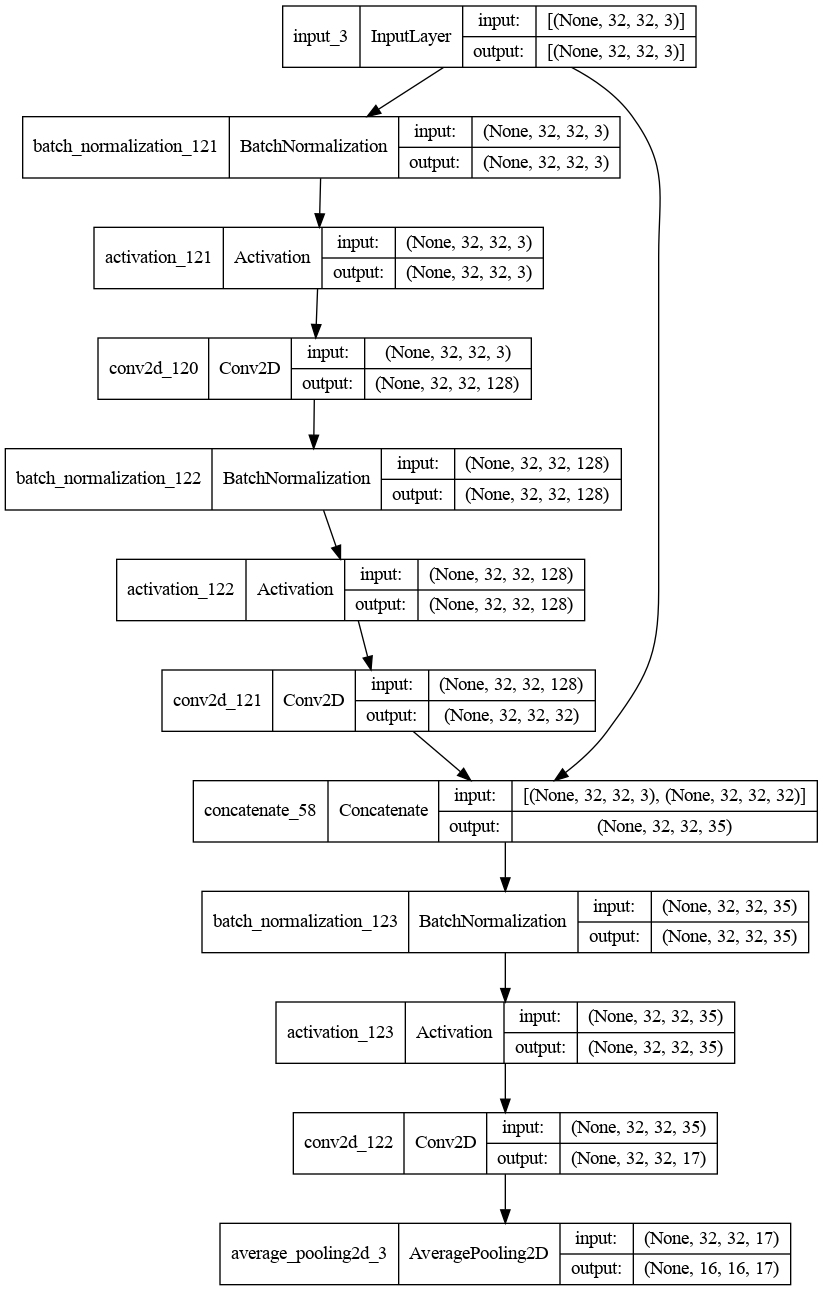 input_3 InputLayer input: [(None, 32, 32, 3)]
output: [(None, 32, 32, 3)]
batch_normalization_121 BatchNormalization input: (None, 32, 32, 3)
output: (None, 32, 32, 3)
activation_121 Activation input: (None, 32, 32, 3)
output: (None, 32, 32, 3)
conv2d_120 Conv2D input: (None, 32, 32, 3)
output: (None, 32, 32, 128)
batch_normalization_122 BatchNormalization input: (None, 32, 32, 128)
output: (None, 32, 32, 128)
activation_122 Activation input: (None, 32, 32, 128)
output: (None, 32, 32, 128)
conv2d_121 Conv2D input: (None, 32, 32, 128)
output: (None, 32, 32, 32)
concatenate_58 Concatenate input: [(None, 32, 32, 3), (None, 32, 32, 32)]
output: (None, 32, 32, 35)
batch_normalization_123 BatchNormalization input: (None, 32, 32, 35)
output: (None, 32, 32, 35)
activation_123 Activation input: (None, 32, 32, 35)
output: (None, 32, 32, 35)
conv2d_122 Conv2D input: (None, 32, 32, 35)
output: (None, 32, 32, 17)
average_pooling2d_3 AveragePooling2D input: (None, 32, 32, 17)
output: (None, 16, 16, 17)